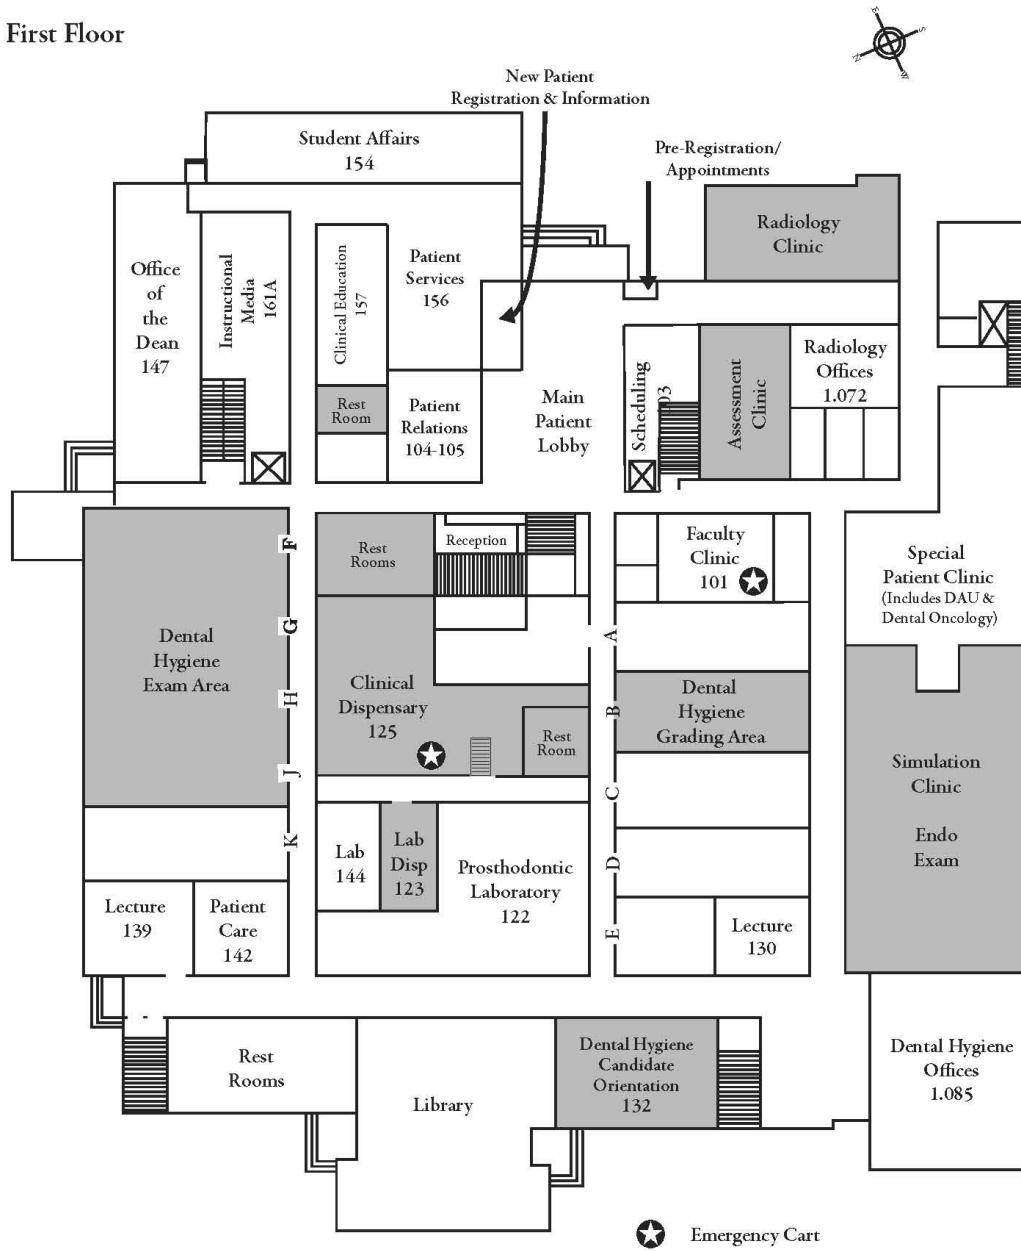 First Floor
E
S
N
W
New Patient
Registration & Information
Student Affairs
154
Pre-Registration/
Appointments
Radiology
Clinic
Office
of
the
Dean
147
Instructional
Media
161A
Clinical Education
157
Patient
Services
156
Rest
Room
Patient
Relations
104-105
Main
Patient
Lobby
Scheduling
Assessment
Clinic
Radiology
Offices
1.072
F
G
H
J
K
Rest
Rooms
Reception
Faculty
Clinic
101
Special
Patient Clinic
(Includes DAU &
Dental Oncology)
Dental
Hygiene
Exam Area
Clinical
Dispensary
125
Rest
Room
A
B
C
D
E
Dental
Hygiene
Grading Area
Simulation
Clinic
Endo
Exam
Lab
144
Lab
Disp
123
Prosthodontic
Laboratory
122
Lecture
139
Patient
Care
142
Lecture
130
Rest
Rooms
Library
Dental Hygiene
Candidate
Orientation
132
Dental Hygiene
Offices
1.085
Emergency Cart